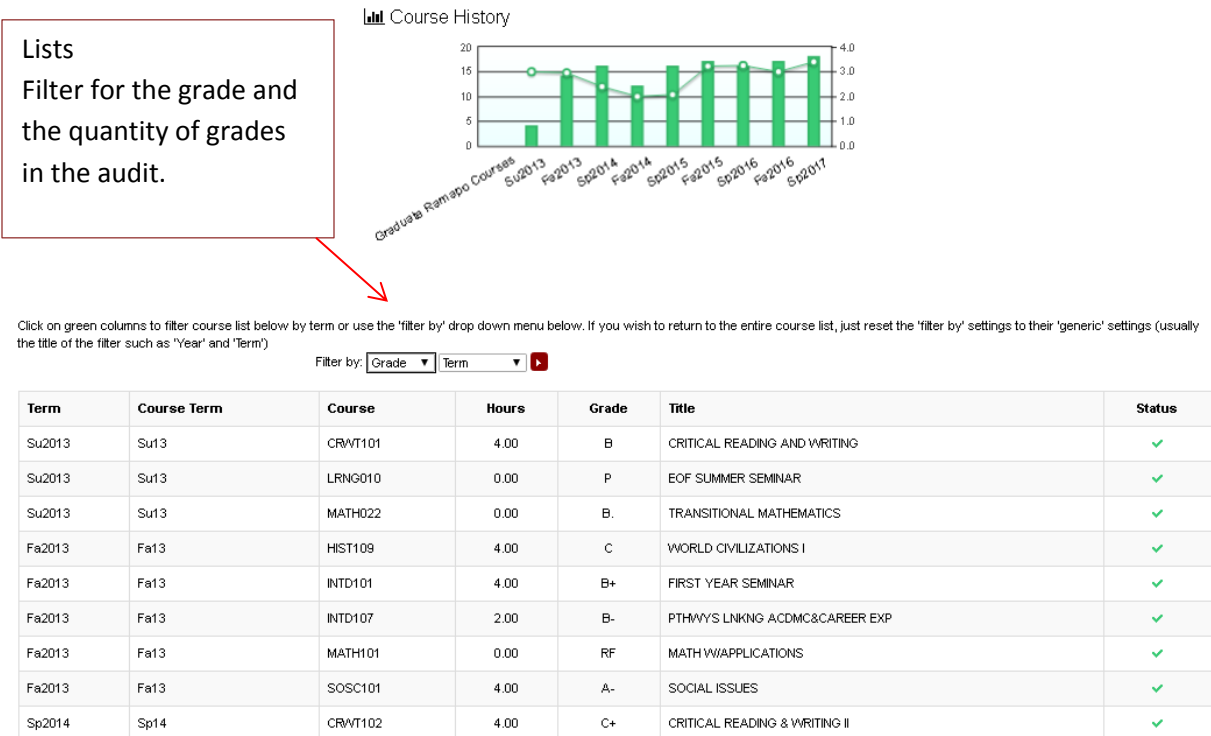 Lists
Filter for the grade and
the quantity of grades
in the audit.
Course History
20
15
10
5
0
4.0
3.0
2.0
1.0
0.0
Graduate Ramapo Courses
Su2013
Fa2013
Sp2014
Fa2014
Sp2015
Fa2015
Sp2016
Fa2016
Sp2017
Click on green columns to filter course list below by term or use the 'filter by' drop down menu below. If you wish to return to the entire course list, just reset the 'filter by' settings to their 'generic' settings (usually
the title of the filter such as 'Year' and 'Term')
Filter by: Grade Term
Term Course Term Course Hours Grade Title Status
Su2013 Su13 CRWT101 4.00 B CRITICAL READING AND WRITING
Su2013 Su13 LRNG010 0.00 P EOF SUMMER SEMINAR
Su2013 Su13 MATH022 0.00 B. TRANSITIONAL MATHEMATICS
Fa2013 Fa13 HIST109 4.00 C WORLD CIVILIZATIONS I
Fa2013 Fa13 INTD101 4.00 B+ FIRST YEAR SEMINAR
Fa2013 Fa13 INTD107 2.00 B- PTHWYS LNKNG ACDMC&CAREER EXP
Fa2013 Fa13 MATH101 0.00 RF MATH W/APPLICATIONS
Fa2013 Fa13 SOSC101 4.00 A- SOCIAL ISSUES
Sp2014 Sp14 CRWT102 4.00 C+ CRITICAL READING & WRITING II